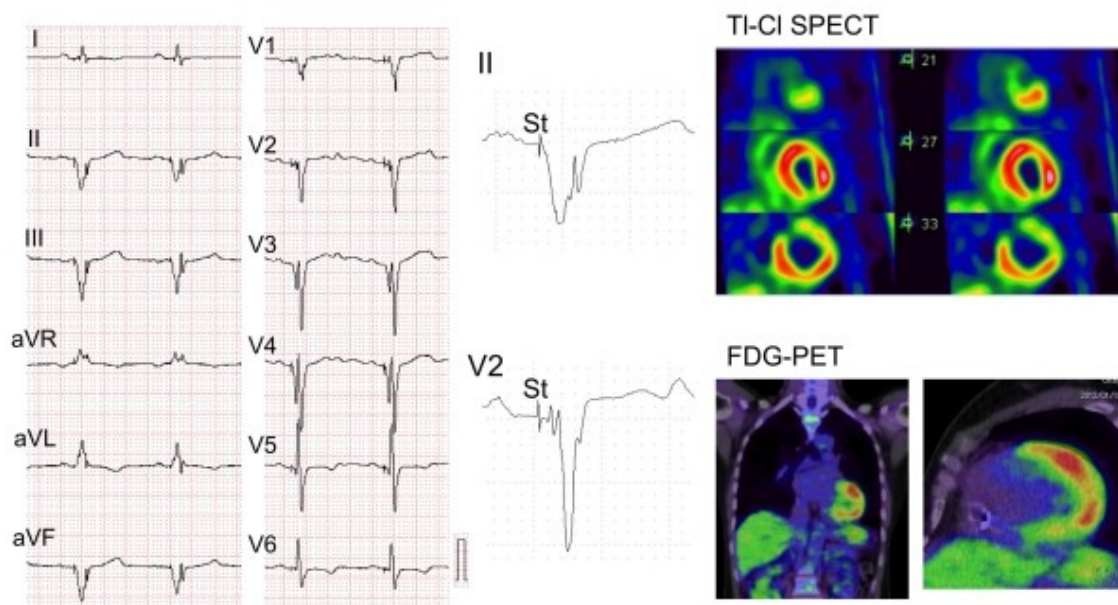 I
II
III
aVR
aVL
aVF
V1
V2
V3
V4
V5
V6
II
St
V2
St
Tl-Cl SPECT
21
27
33
FDG-PET